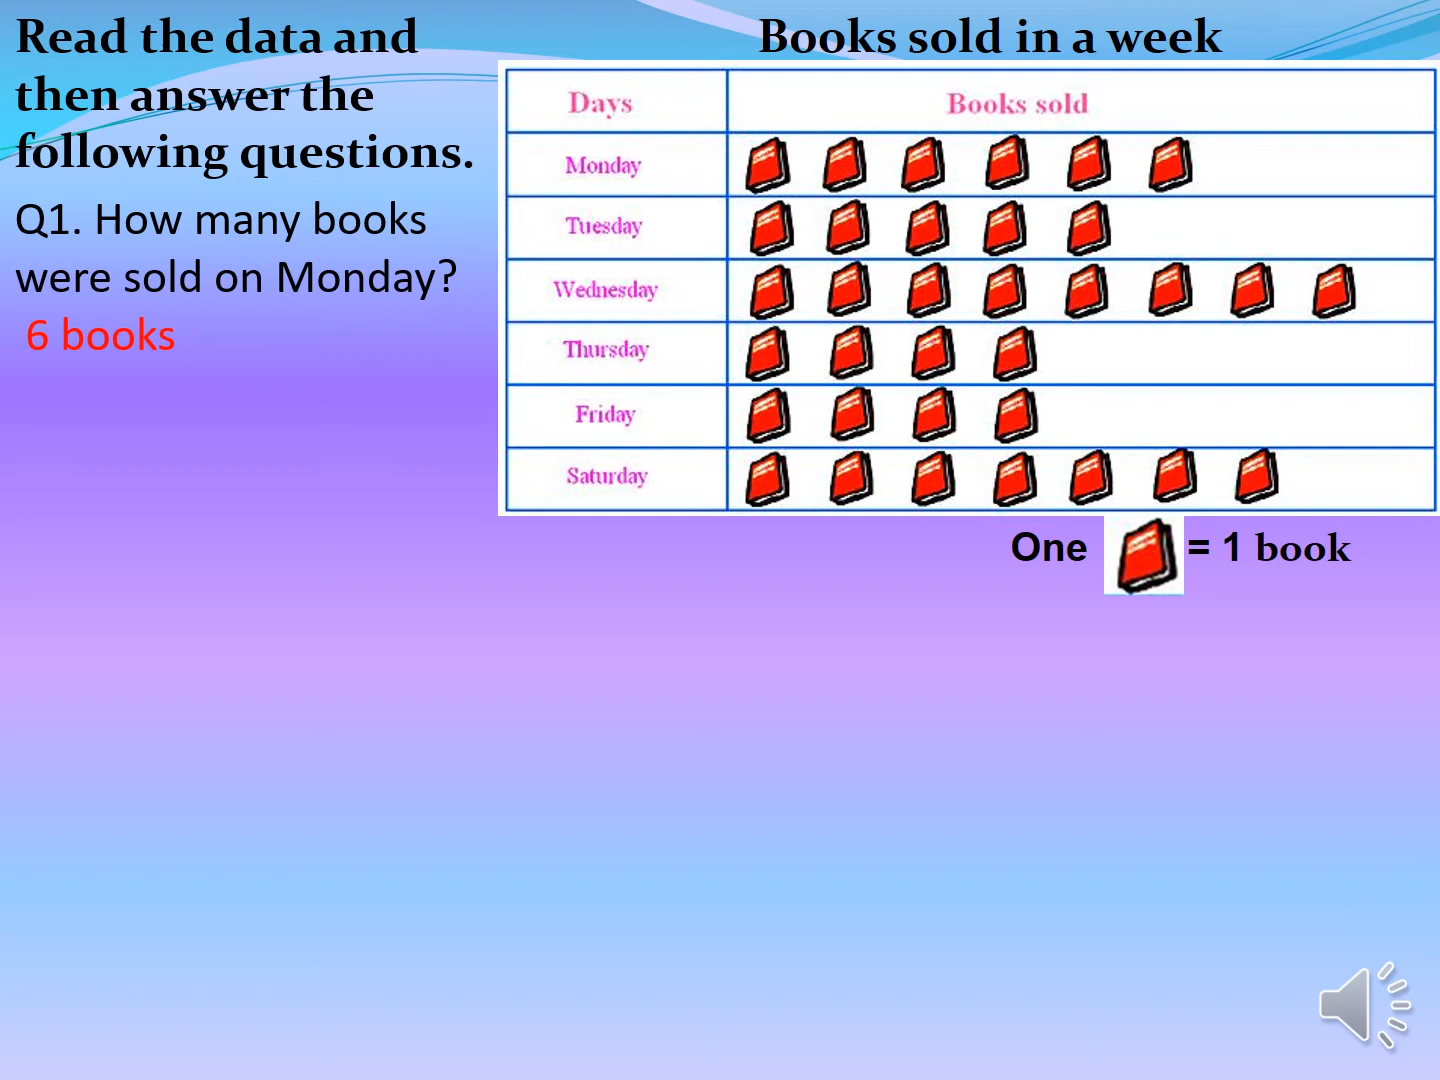 Read the data and
then answer the
following questions.
Q1. How many books
were sold on Monday?
6 books
Books sold in a week
Days Books sold
Monday
Tuesday
Wednesday
Thursday
Friday
Saturday
One = 1 book